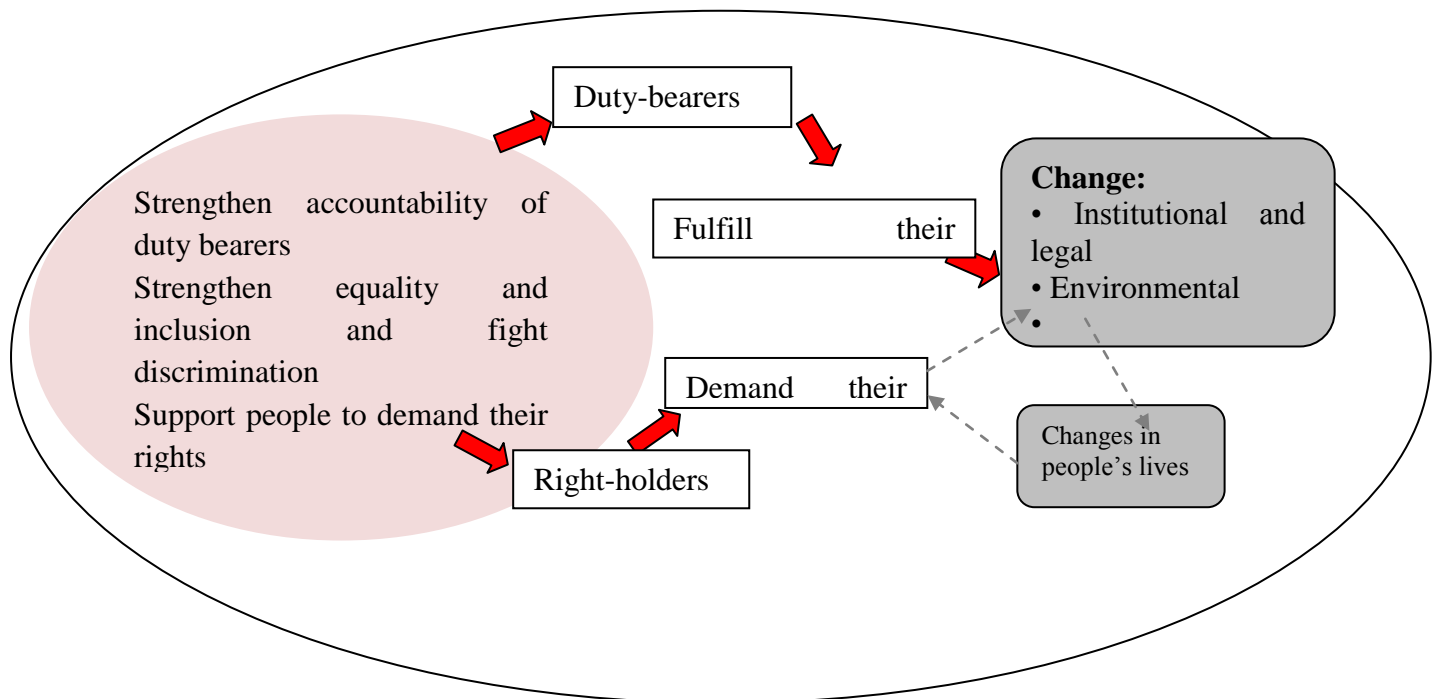 Duty-bearers
Strengthen accountability of
duty bearers
Strengthen equality and
inclusion and fight
discrimination
Support people to demand their
rights
Fulfill their
Change:
• Institutional and
legal
• Environmental
•
Demand their
Right-holders
Changes in
people's lives